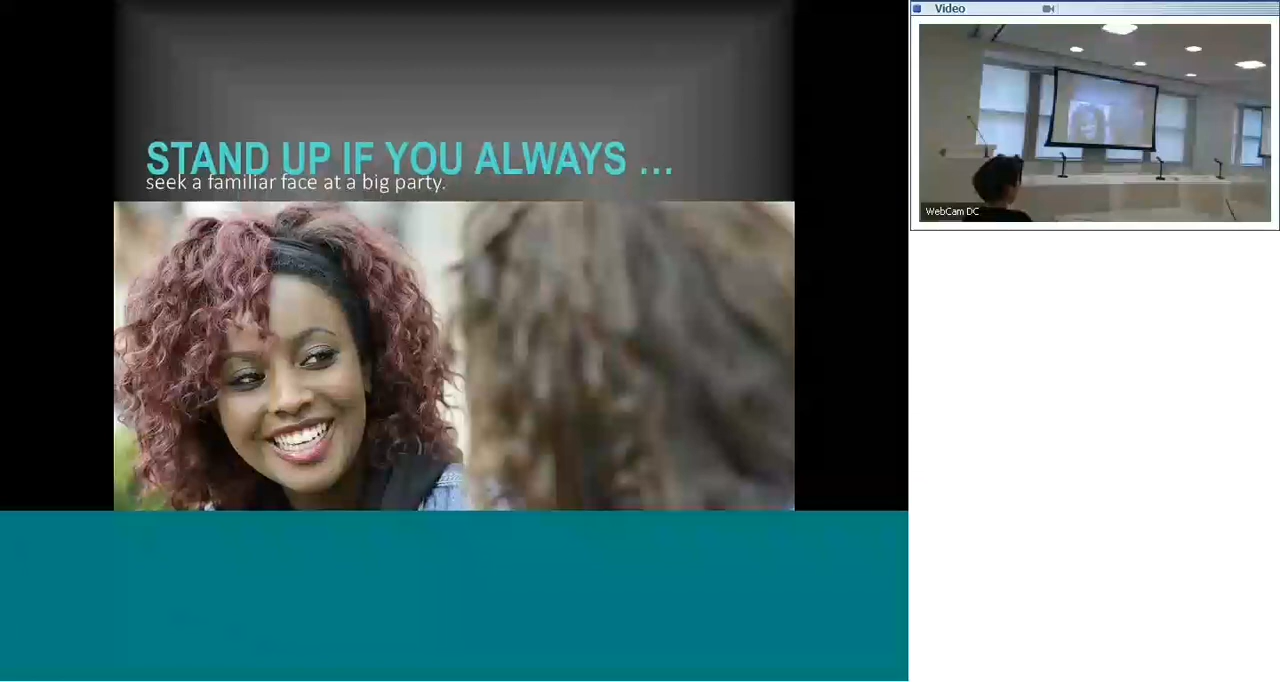 STAND UP IF YOU ALWAYS ...
seek a familiar face at a big party.
Video
WebCam DC